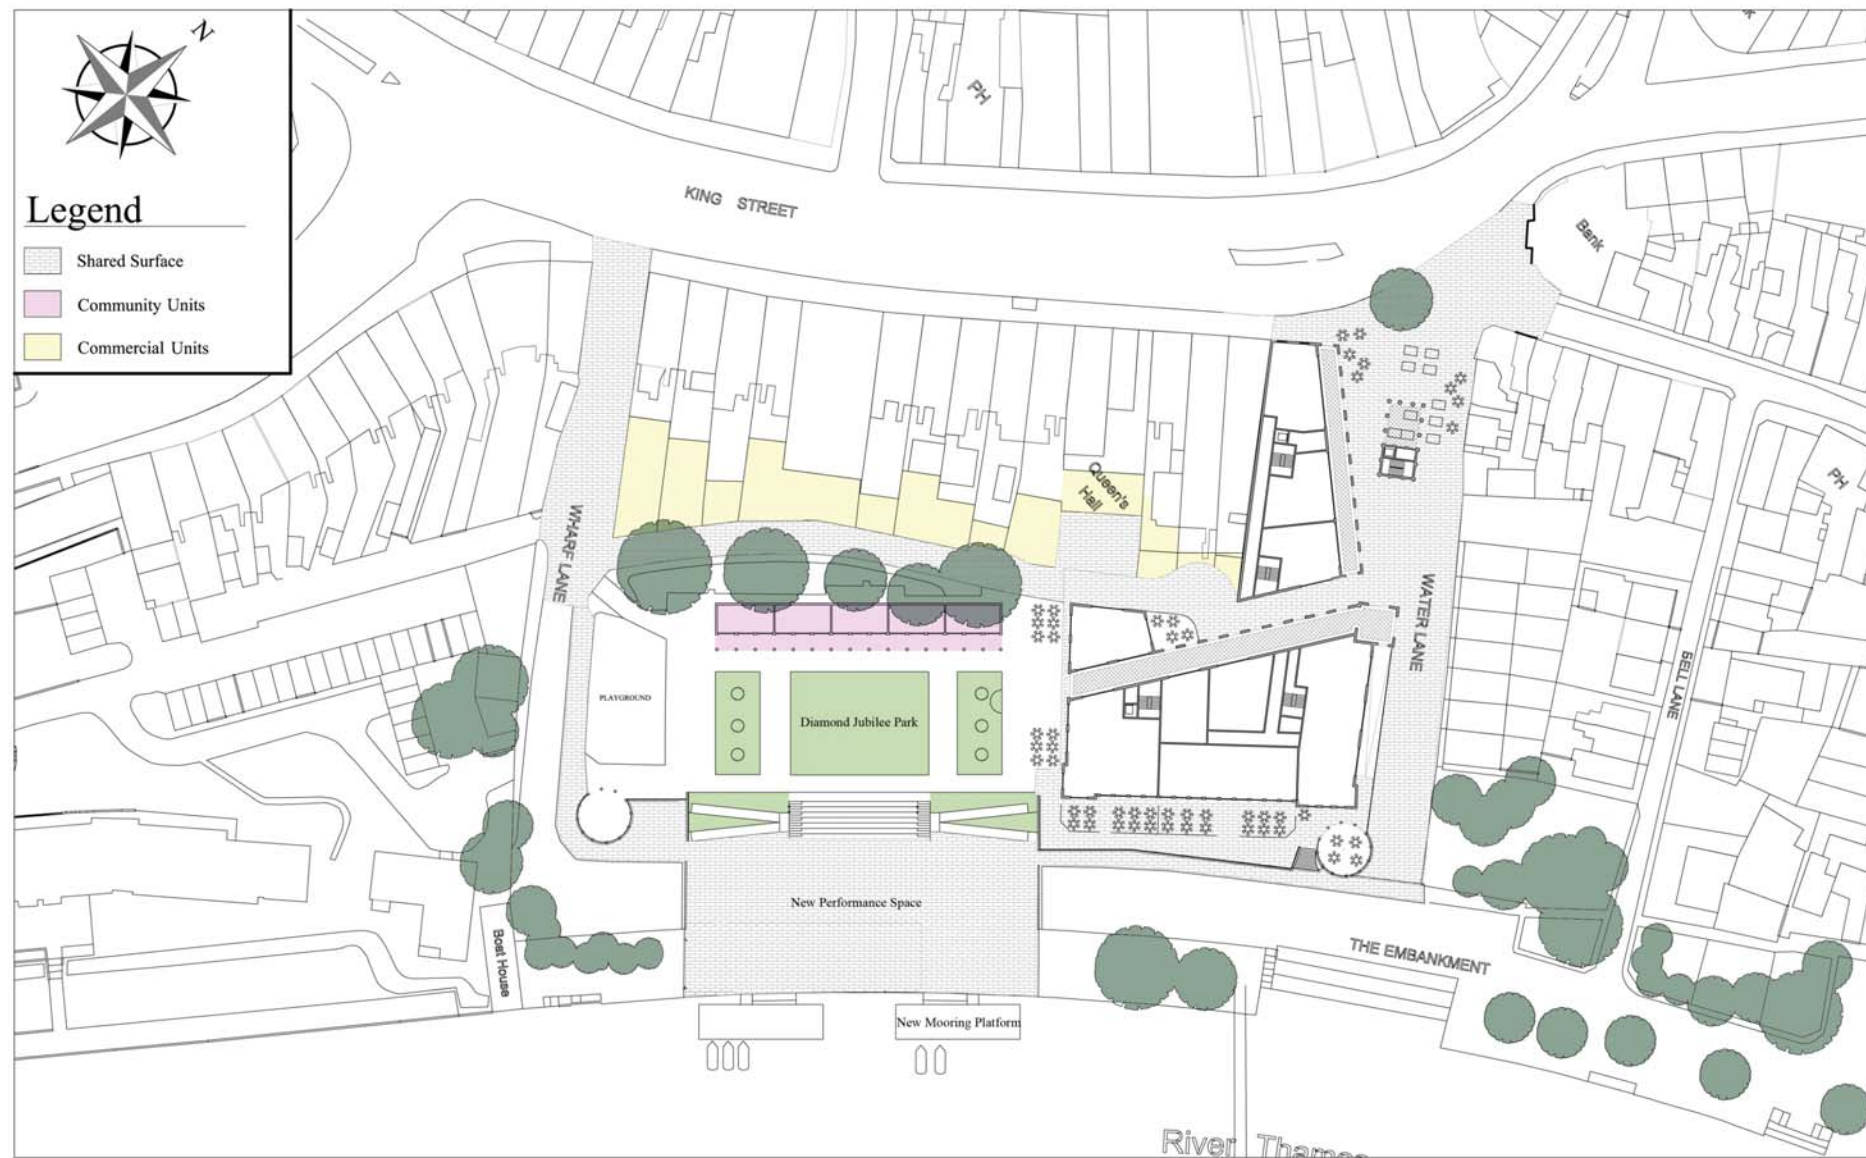 N
Legend
Shared Surface
Community Units
Commercial Units
PH
KING STREET
Bank
Queen's
Hall
PH
WHARF LANE
WATER LANE
BELL LANE
PLAYGROUND
Diamond Jubilee Park
New Performance Space
Boat House
THE EMBANKMENT
New Mooring Platform
River Thames